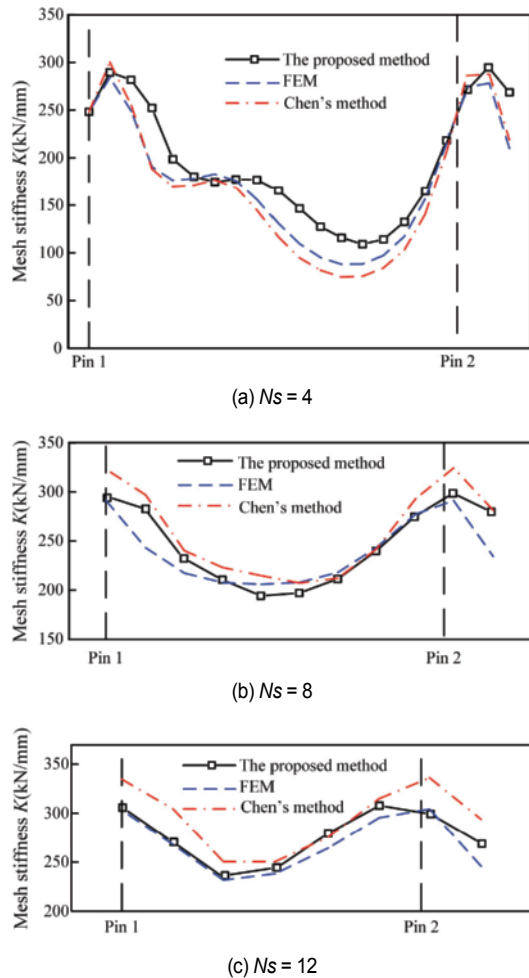 Mesh stiffness K(kN/mm)
350
300
250
200
150
100
50
0
The proposed method
FEM
Chen's method
Pin 1
Pin 2
(a) Ns = 4
Mesh stiffness K(kN/mm)
350
300
250
200
150
The proposed method
FEM
Chen's method
Pin 1
Pin 2
(b) Ns = 8
Mesh stiffness K(kN/mm)
350
300
250
200
The proposed method
FEM
Chen's method
Pin 1
Pin 2
(c) Ns = 12